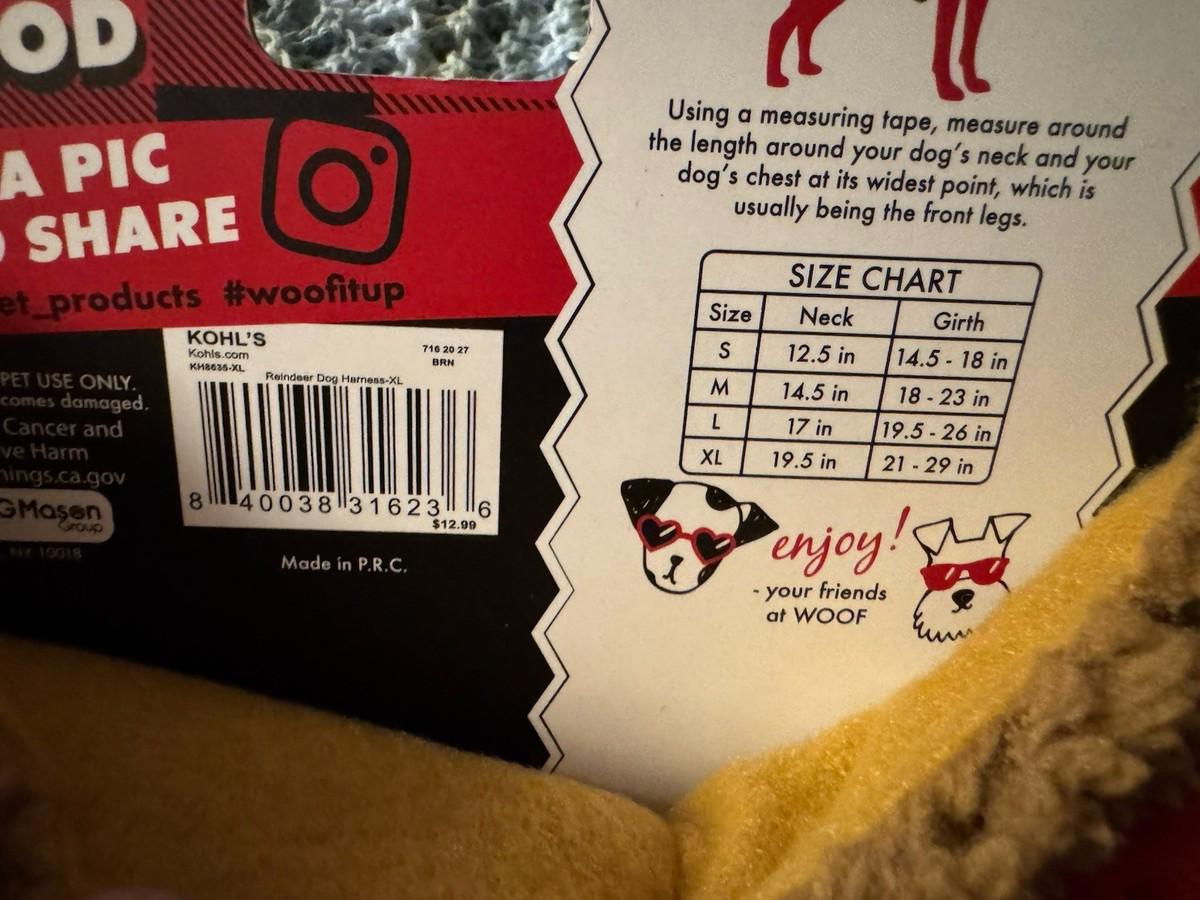 OD
A PIC
SHARE
et_products #woofitup
PET USE ONLY.
comes damaged.
Cancer and
ve Harm
nings.ca.gov
GMason
Group
NY 10018
KOHL'S
Kohls.com
KH8635-XL
716 20 27
BRN
Reindeer Dog Harness-XL
8 40038 31623 6
$12.99
Made in P.R.C.
Using a measuring tape, measure around
the length around your dog's neck and your
dog's chest at its widest point, which is
usually being the front legs.
SIZE CHART
Size Neck Girth
S 12.5 in 14.5 - 18 in
M 14.5 in 18 - 23 in
L 17 in 19.5 - 26 in
XL 19.5 in 21 - 29 in
enjoy!
- your friends
at WOOF